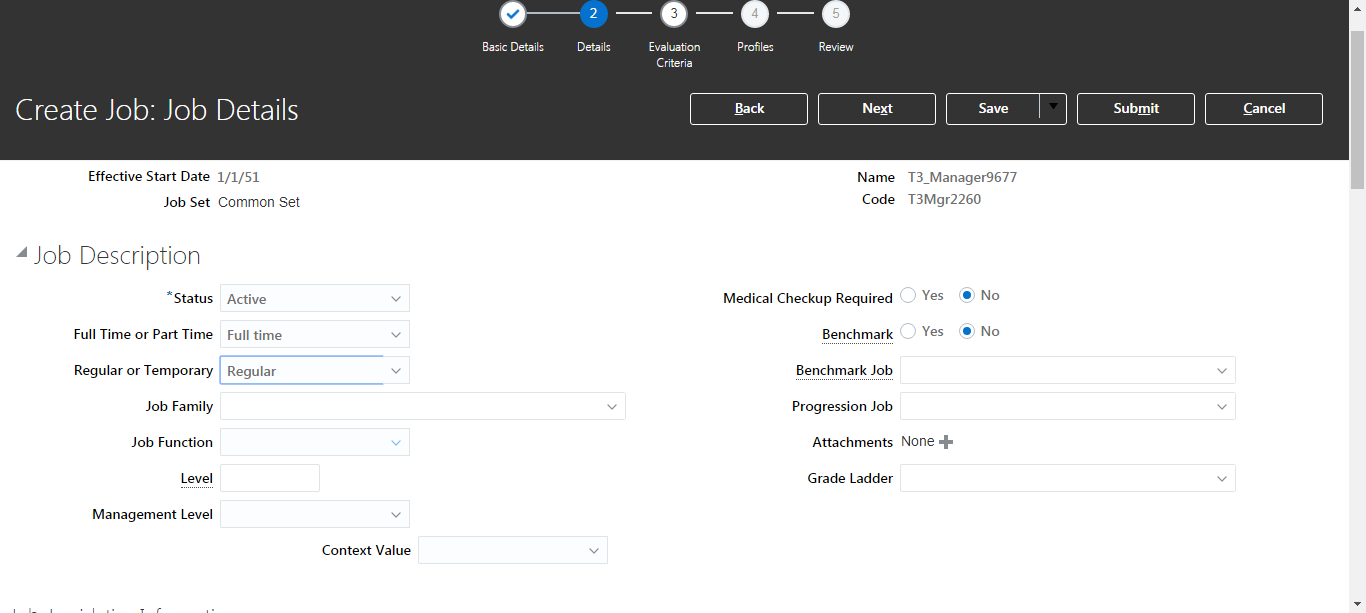 2 3 4 5
Basic Details Details Evaluation Criteria Profiles Review
Create Job: Job Details
Back Next Save Submit Cancel
Effective Start Date 1/1/51
Job Set Common Set
Name T3_Manager9677
Code T3Mgr2260
Job Description
*Status Active
Full Time or Part Time Full time
Regular or Temporary Regular
Job Family
Job Function
Level
Management Level
Context Value
Medical Checkup Required Yes No
Benchmark Yes No
Benchmark Job
Progression Job
Attachments None
Grade Ladder